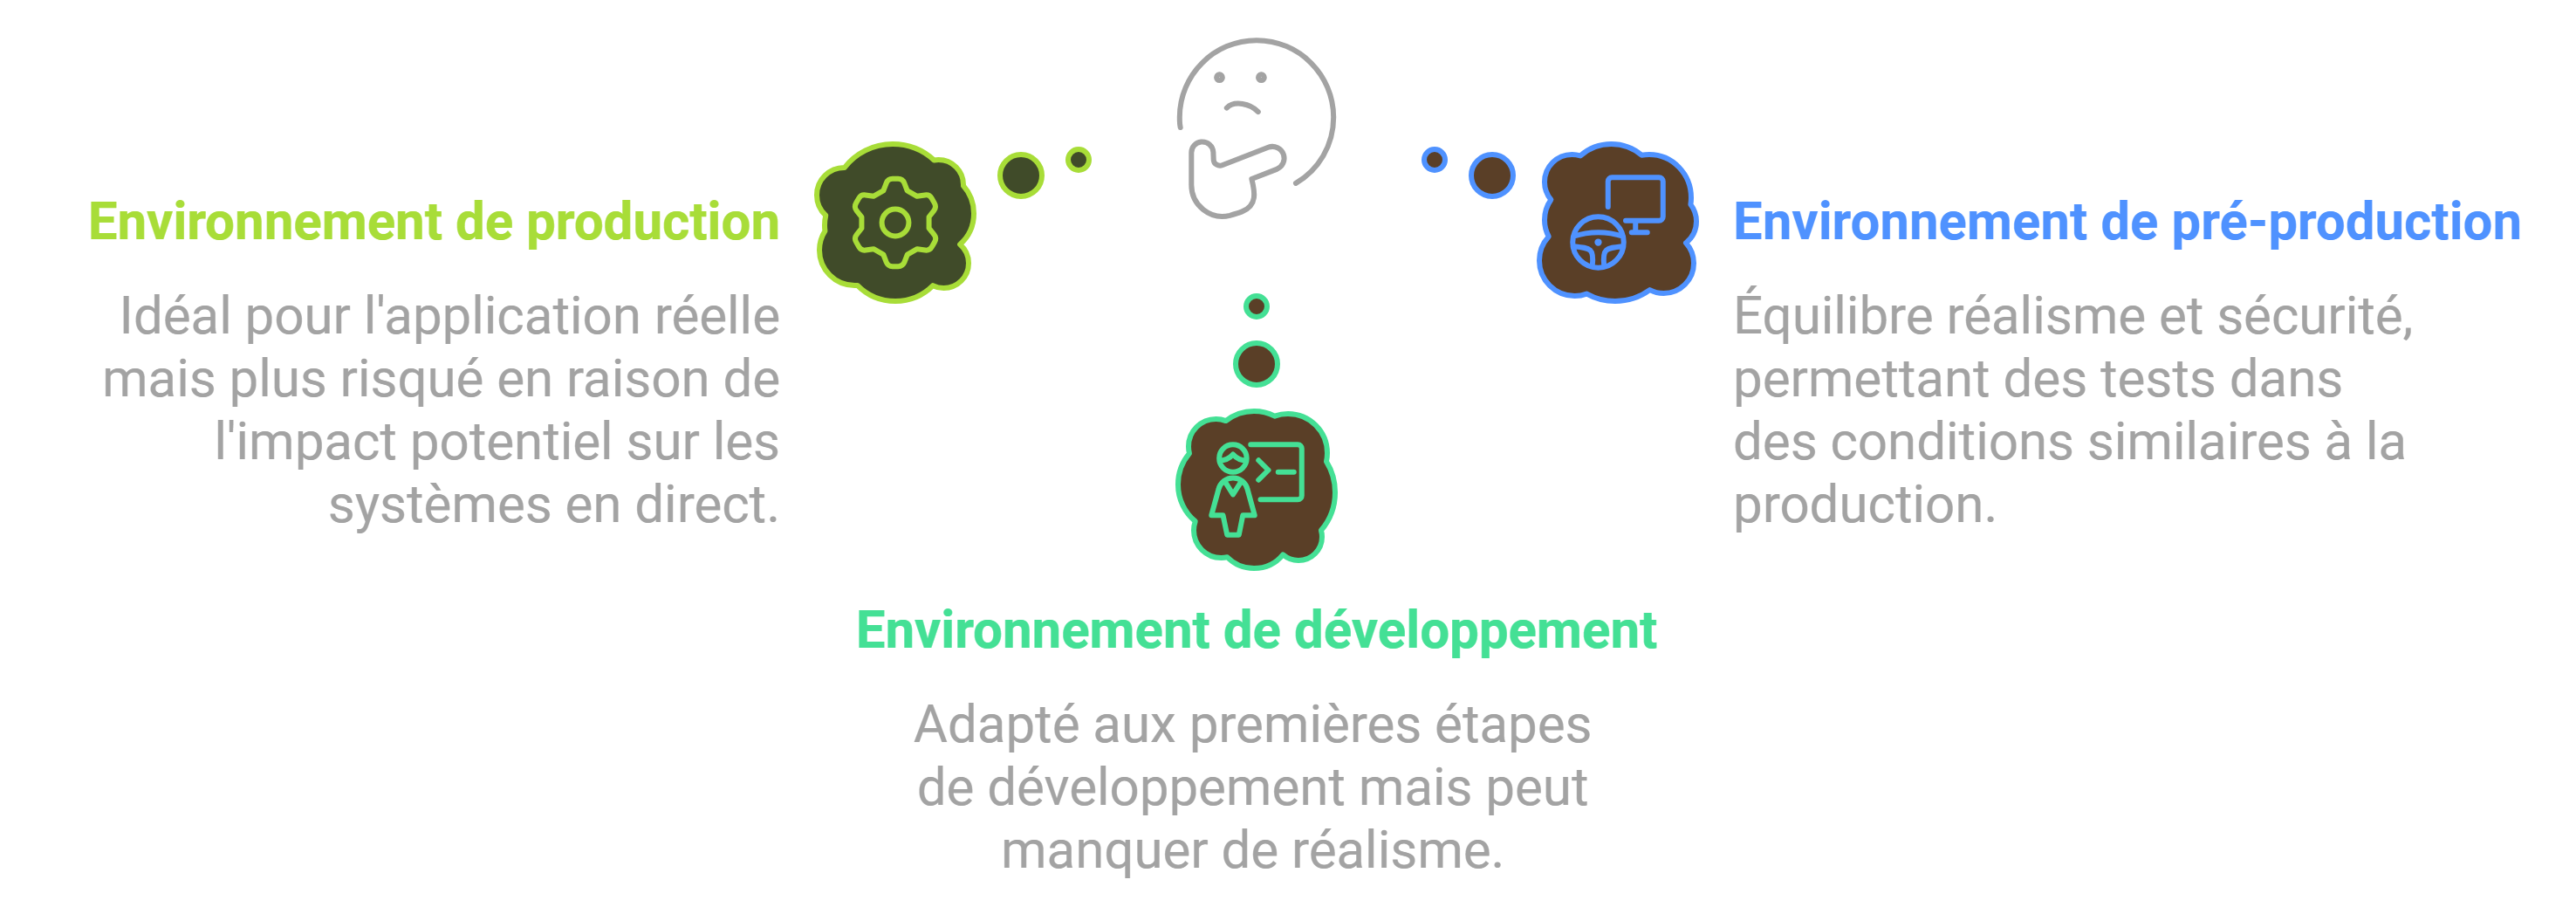 Environnement de production
Idéal pour l'application réelle
mais plus risqué en raison de
l'impact potentiel sur les
systèmes en direct.
Environnement de pré-production
Équilibre réalisme et sécurité,
permettant des tests dans
des conditions similaires à la
production.
Environnement de développement
Adapté aux premières étapes
de développement mais peut
manquer de réalisme.